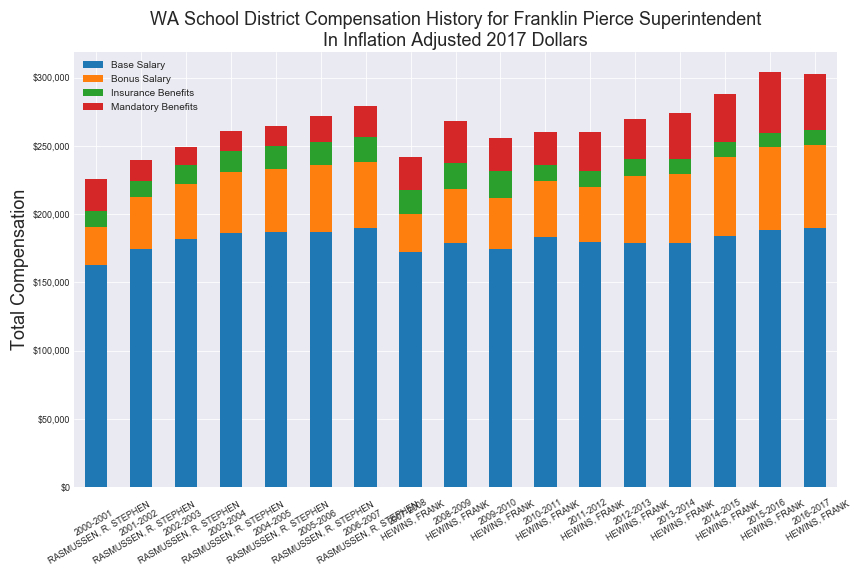 WA School District Compensation History for Franklin Pierce Superintendent
In Inflation Adjusted 2017 Dollars
Base Salary
Bonus Salary
Insurance Benefits
Mandatory Benefits
Total Compensation
$300,000
$250,000
$200,000
$150,000
$100,000
$50,000
$0
2000-2001
RASMUSSEN, R. STEPHEN
2001-2002
RASMUSSEN, R. STEPHEN
2002-2003
RASMUSSEN, R. STEPHEN
2003-2004
RASMUSSEN, R. STEPHEN
2004-2005
RASMUSSEN, R. STEPHEN
2005-2006
RASMUSSEN, R. STEPHEN
2006-2007
RASMUSSEN, R. STEPHEN
2007-2008
HEWINS, FRANK
2008-2009
HEWINS, FRANK
2009-2010
HEWINS, FRANK
2010-2011
HEWINS, FRANK
2011-2012
HEWINS, FRANK
2012-2013
HEWINS, FRANK
2013-2014
HEWINS, FRANK
2014-2015
HEWINS, FRANK
2015-2016
HEWINS, FRANK
2016-2017
HEWINS, FRANK